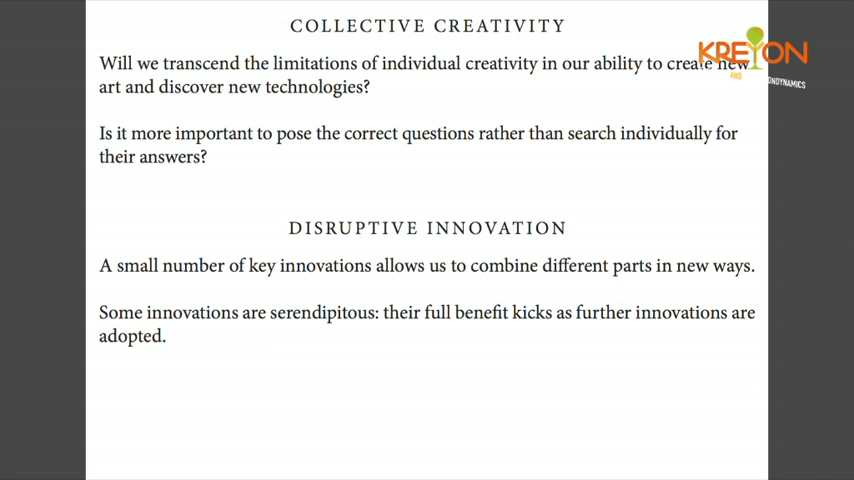 COLLECTIVE CREATIVITY
Will we transcend the limitations of individual creativity in our ability to create new
art and discover new technologies?
Is it more important to pose the correct questions rather than search individually for
their answers?
DISRUPTIVE INNOVATION
A small number of key innovations allows us to combine different parts in new ways.
Some innovations are serendipitous: their full benefit kicks as further innovations are
adopted.
KREYON
AND
ONDYNAMICS